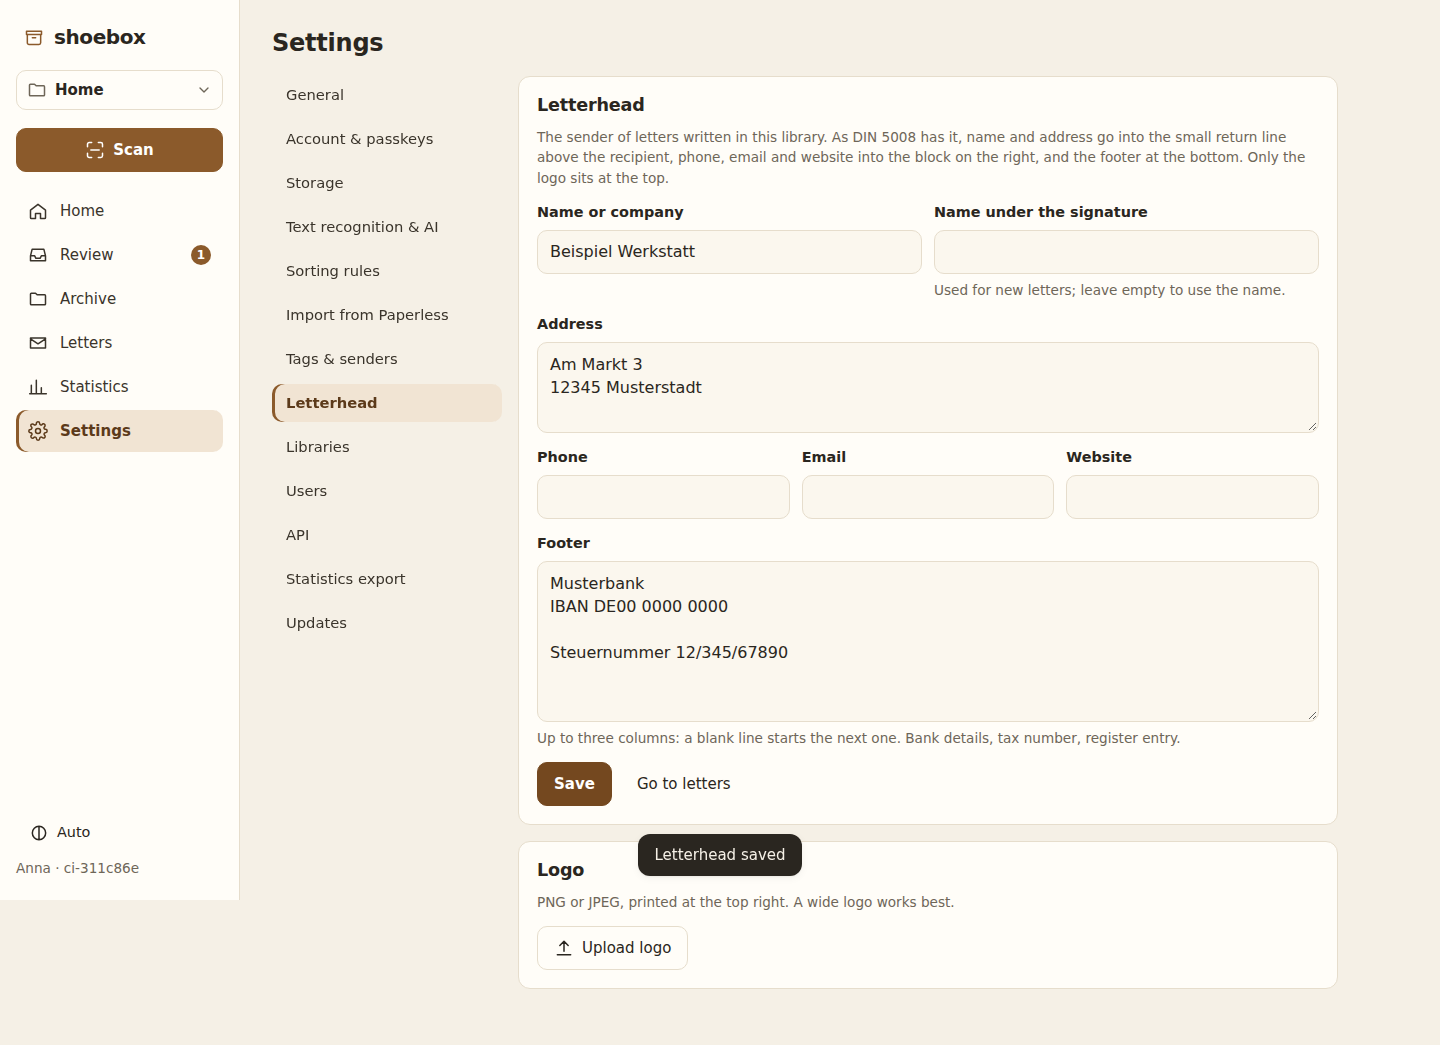 shoebox
Home
Scan
Home
Review 1
Archive
Letters
Statistics
Settings
Auto
Anna · ci-311c86e
Settings
General
Account & passkeys
Storage
Text recognition & AI
Sorting rules
Import from Paperless
Tags & senders
Letterhead
Libraries
Users
API
Statistics export
Updates
Letterhead
The sender of letters written in this library. As DIN 5008 has it, name and address go into the small return line
above the recipient, phone, email and website into the block on the right, and the footer at the bottom. Only the
logo sits at the top.
Name or company
Beispiel Werkstatt
Name under the signature
Used for new letters; leave empty to use the name.
Address
Am Markt 3
12345 Musterstadt
Phone
Email
Website
Footer
Musterbank
IBAN DE00 0000 0000
Steuernummer 12/345/67890
Up to three columns: a blank line starts the next one. Bank details, tax number, register entry.
Save
Go to letters
Letterhead saved
Logo
PNG or JPEG, printed at the top right. A wide logo works best.
Upload logo